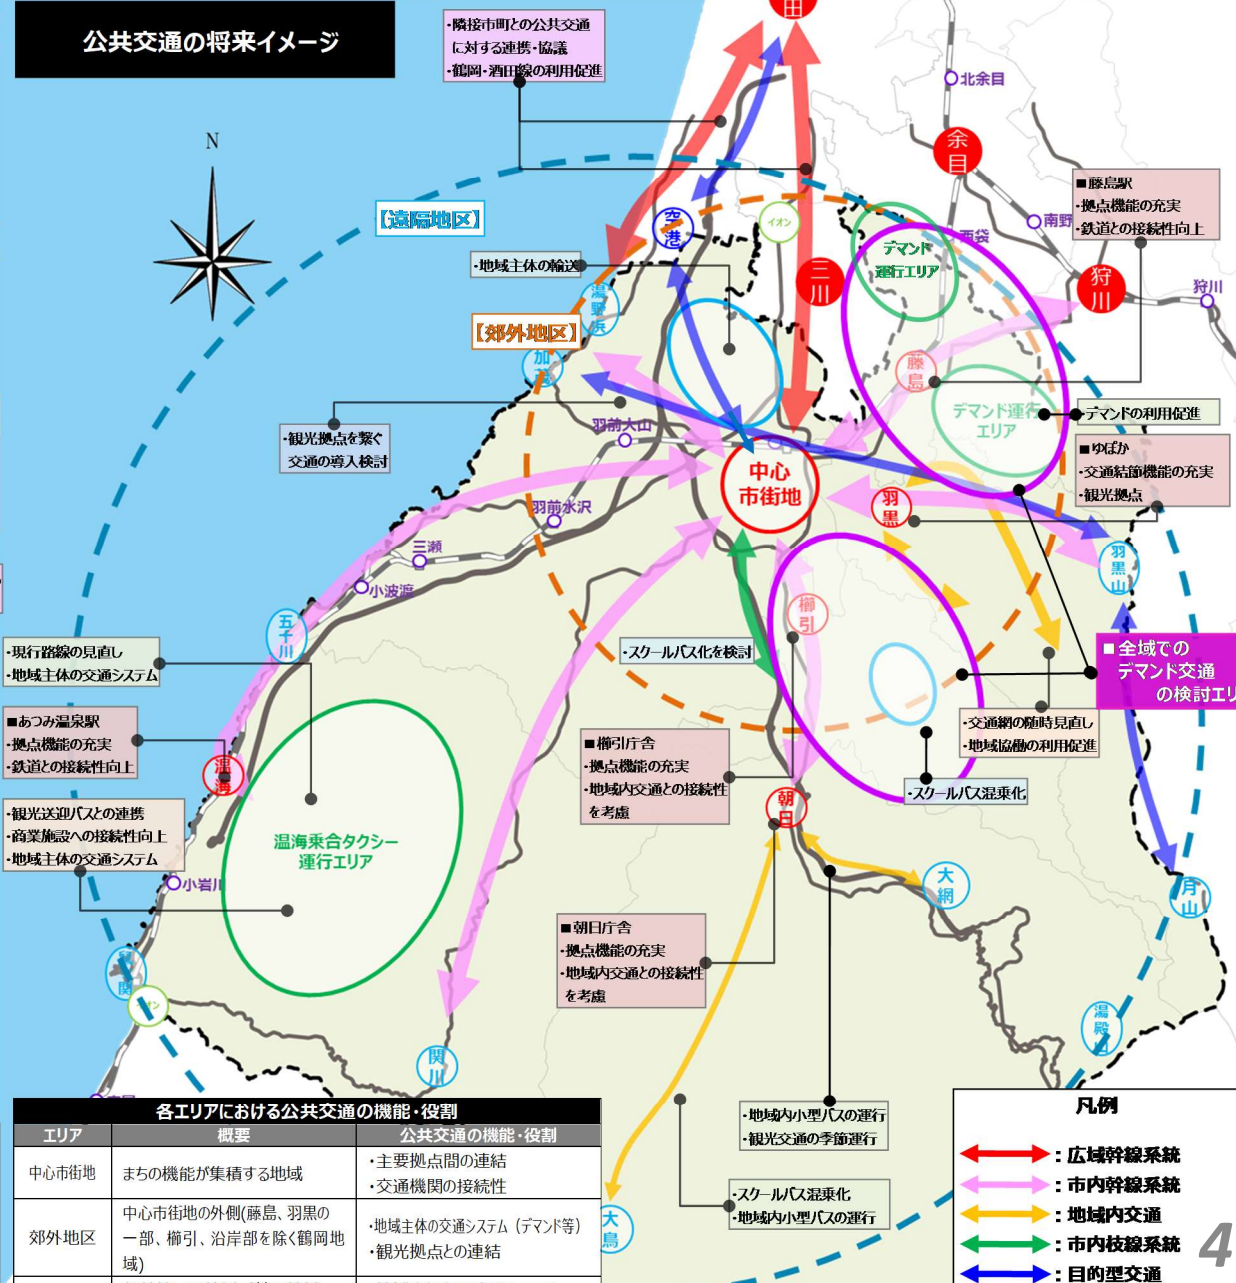 公共交通の将来イメージ
・隣接市町との公共交通
に対する連携・協議
・鶴岡・酒田線の利用促進
田
北余目
余目
N
【遠隔地区】
空港
イオン
デマンド
運行エリア
西袋
南野
■藤島駅
・拠点機能の充実
・鉄道との接続性向上
・地域主体の輸送
三川
狩川
狩川
湯野浜
【郊外地区】
加茂
藤島
デマンド運行
エリア
・デマンドの利用促進
・観光拠点を繋ぐ
交通の導入検討
羽前大山
中心
市街地
■ゆぽか
・交通結節機能の充実
・観光拠点
羽黒
羽前水沢
三瀬
小波渡
羽黒山
五十川
櫛引
・現行路線の見直し
・地域主体の交通システム
・スクールバス化を検討
■全域での
デマンド交通
の検討エリ
■あつみ温泉駅
・拠点機能の充実
・鉄道との接続性向上
温海
・交通網の随時見直し
・地域協働の利用促進
■櫛引庁舎
・拠点機能の充実
・地域内交通との接続性
を考慮
・スクールバス混乗化
朝日
・観光送迎バスとの連携
・商業施設への接続性向上
・地域主体の交通システム
温海乗合タクシー
運行エリア
小岩川
大網
月山
■朝日庁舎
・拠点機能の充実
・地域内交通との接続性
を考慮
関
イオン
湯殿山
関川
・地域内小型バスの運行
・観光交通の季節運行
・スクールバス混乗化
・地域内小型バスの運行
大鳥
各エリアにおける公共交通の機能・役割
エリア 概要 公共交通の機能・役割
中心市街地 まちの機能が集積する地域 ・主要拠点間の連結
・交通機関の接続性
郊外地区 中心市街地の外側(藤島、羽黒の
一部、櫛引、沿岸部を除く鶴岡地
域)
・地域主体の交通システム（デマンド等）
・観光拠点との連結
凡例
：広域幹線系統
：市内幹線系統
：地域内交通
：市内枝線系統
：目的型交通
4